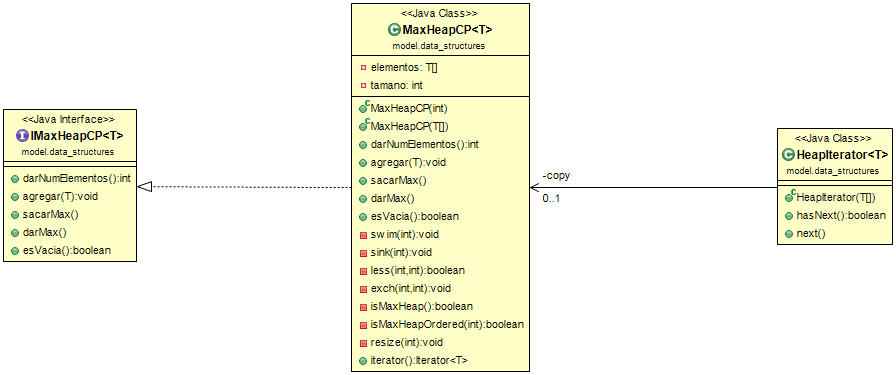 <<Java Interface>>
I IMaxHeapCP<T>
model.data_structures
darNumElementos():int
agregar(T):void
sacarMax()
darMax()
esVacia():boolean
<<Java Class>>
C MaxHeapCP<T>
model.data_structures
elementos: T[]
tamano: int
C MaxHeapCP(int)
C MaxHeapCP(T[])
darNumElementos():int
agregar(T):void
sacarMax()
darMax()
esVacia():boolean
swim(int):void
sink(int):void
less(int,int):boolean
exch(int,int):void
isMaxHeap():boolean
isMaxHeapOrdered(int):boolean
resize(int):void
iterator():Iterator<T>
-copy
0..1
<<Java Class>>
C HeapIterator<T>
model.data_structures
C HeapIterator(T[])
hasNext():boolean
next()